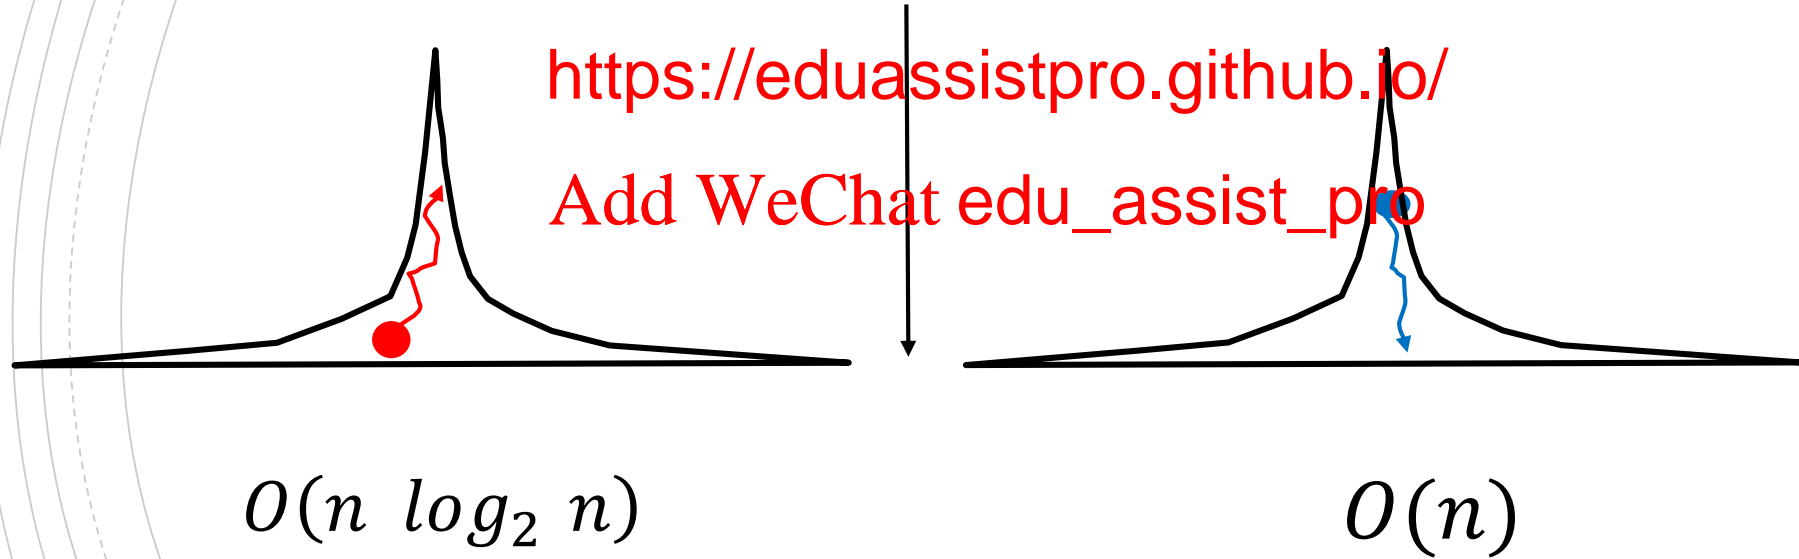 https://eduassistpro.github.io/
Add WeChat edu_assist_pro
O(n log₂ n)
O(n)